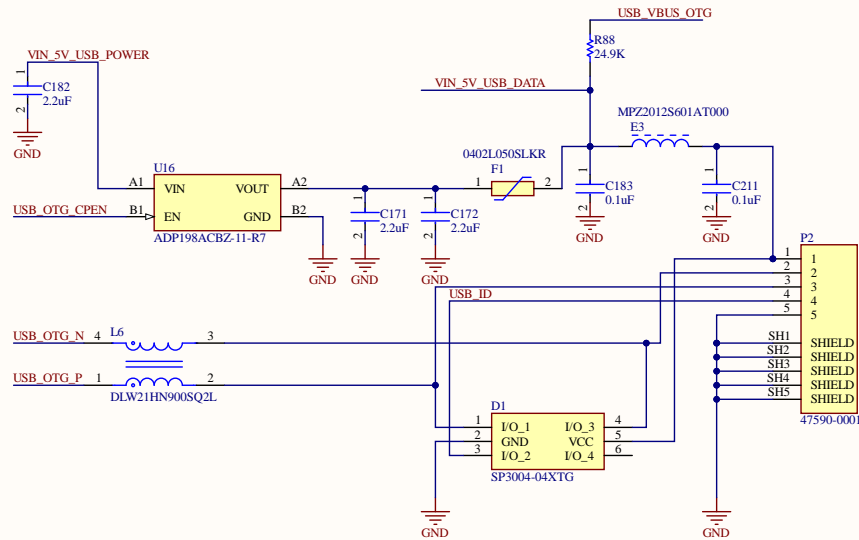 USB_VBUS_OTG
R88
24.9K
VIN_5V_USB_POWER
VIN_5V_USB_DATA
1
C182
2.2uF
2
GND
MPZ2012S601AT000
E3
0402L050SLKR
F1
1
2
U16
A1
VIN
VOUT
A2
B1
EN
GND
B2
ADP198ACBZ-11-R7
USB_OTG_CPEN
GND
1
C171
2.2uF
2
GND
1
C172
2.2uF
2
GND
1
C183
0.1uF
2
GND
1
C211
0.1uF
2
GND
P2
1
1
2
2
3
3
4
4
5
5
SH1
SHIELD
SH2
SHIELD
SH3
SHIELD
SH4
SHIELD
SH5
SHIELD
47590-0001
GND
USB_ID
USB_OTG_N
4
L6
3
USB_OTG_P
1
2
DLW21HN900SQ2L
D1
1
I/O_1
I/O_3
4
2
GND
VCC
5
3
I/O_2
I/O_4
6
SP3004-04XTG
GND